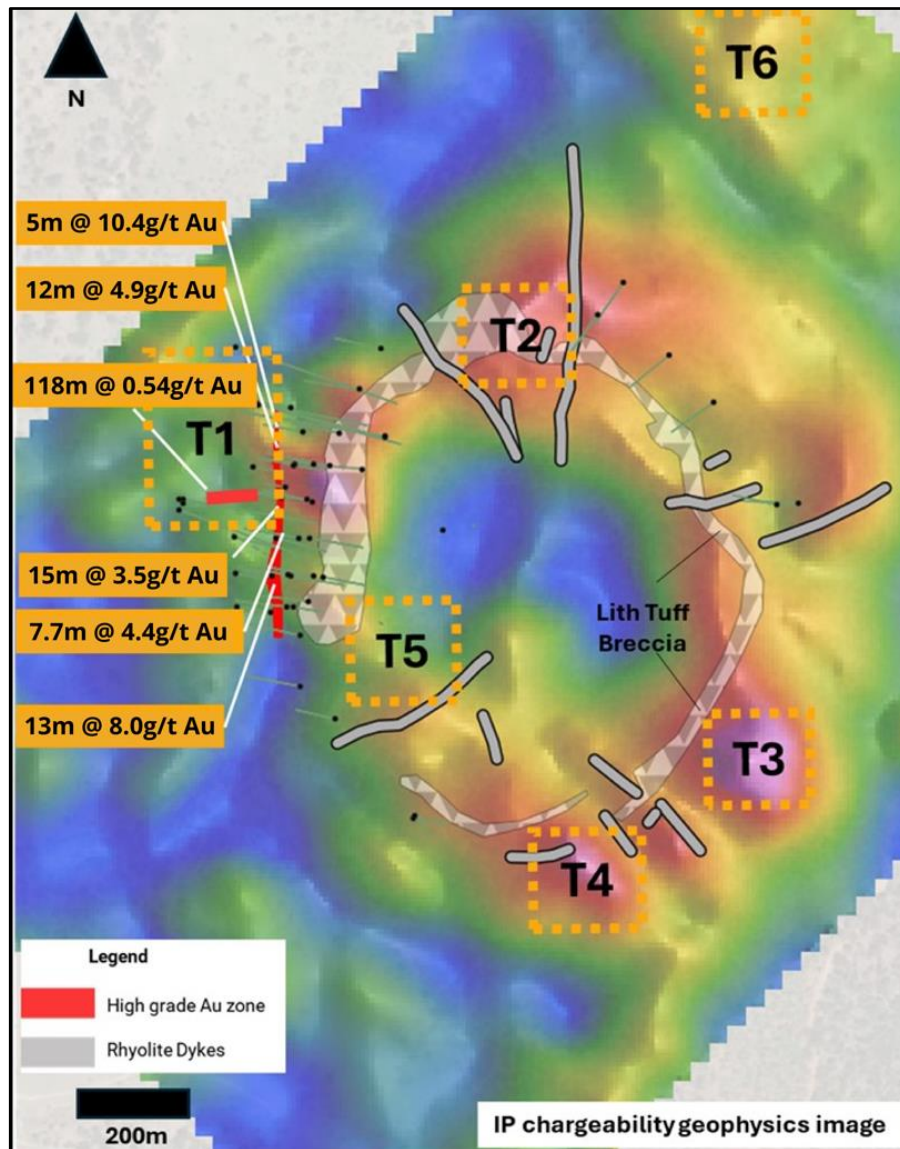 T6
N
5m @ 10.4g/t Au
12m @ 4.9g/t Au
T2
118m @ 0.54g/t Au
T1
15m @ 3.5g/t Au
Lith Tuff
Breccia
7.7m @ 4.4g/t Au
T5
13m @ 8.0g/t Au
T3
T4
Legend
High grade Au zone
Rhyolite Dykes
200m
IP chargeability geophysics image